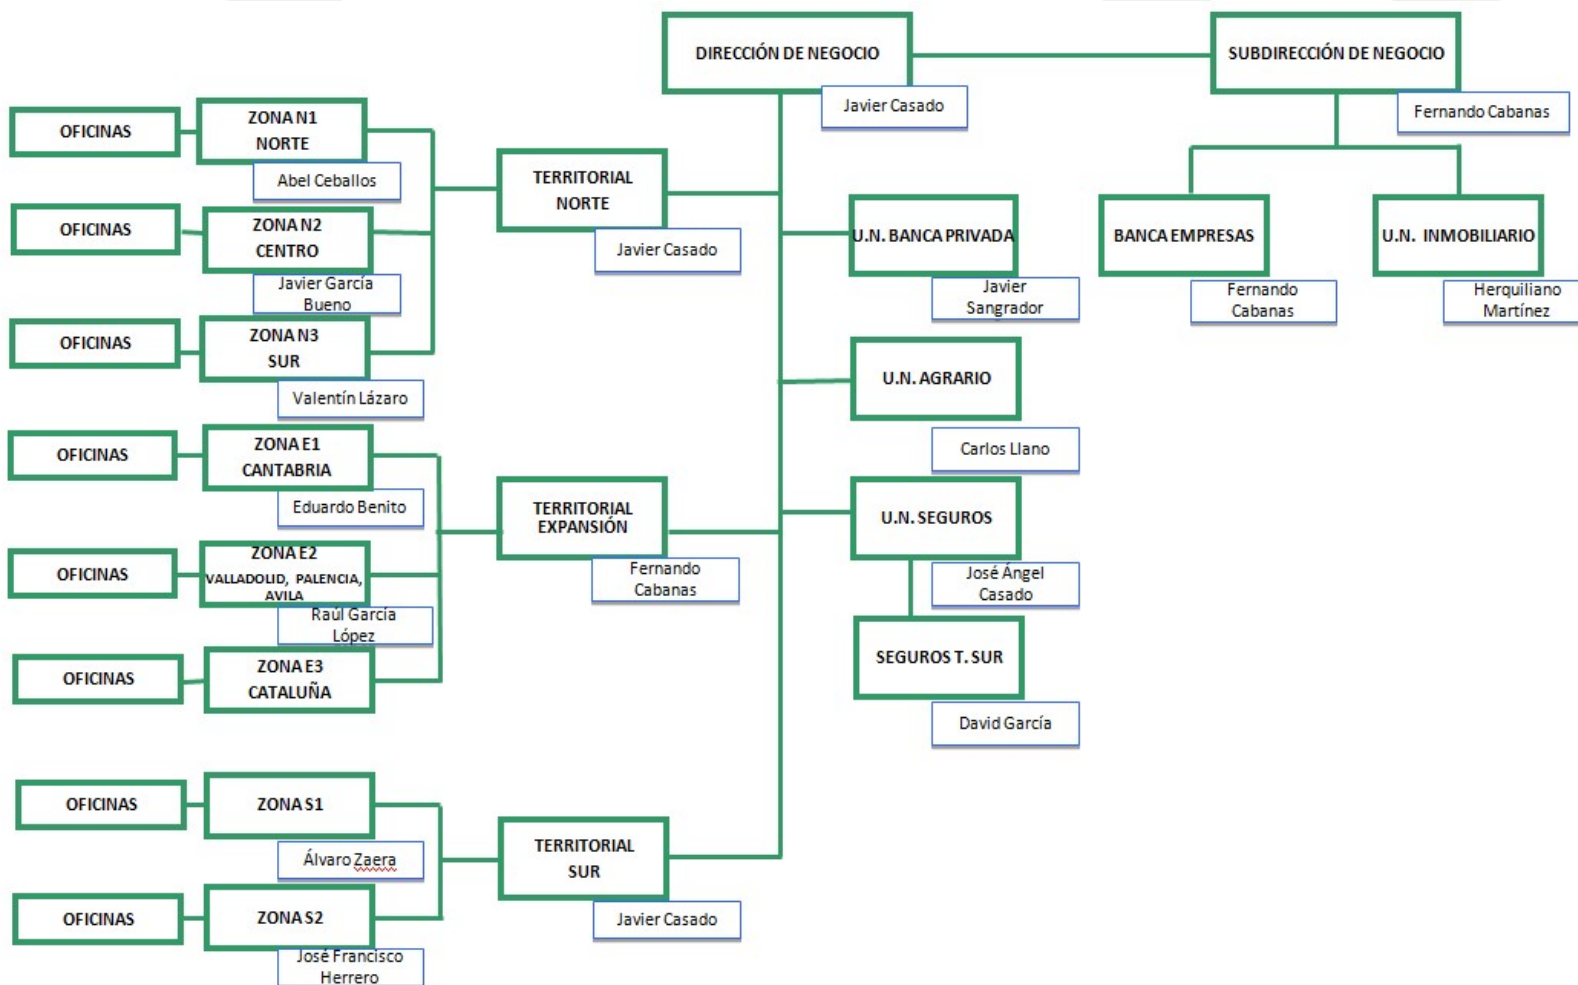 DIRECCIÓN DE NEGOCIO
Javier Casado
SUBDIRECCIÓN DE NEGOCIO
Fernando Cabanas
OFICINAS
ZONA N1
NORTE
Abel Ceballos
OFICINAS
ZONA N2
CENTRO
Javier García
Bueno
OFICINAS
ZONA N3
SUR
Valentín Lázaro
TERRITORIAL
NORTE
Javier Casado
OFICINAS
ZONA E1
CANTABRIA
Eduardo Benito
OFICINAS
ZONA E2
VALLADOLID, PALENCIA,
AVILA
Raúl García
López
OFICINAS
ZONA E3
CATALUÑA
TERRITORIAL
EXPANSIÓN
Fernando
Cabanas
OFICINAS
ZONA S1
Álvaro Zaera
OFICINAS
ZONA S2
José Francisco
Herrero
TERRITORIAL
SUR
Javier Casado
U.N. BANCA PRIVADA
Javier
Sangrador
U.N. AGRARIO
Carlos Llano
U.N. SEGUROS
José Ángel
Casado
SEGUROS T. SUR
David García
BANCA EMPRESAS
Fernando
Cabanas
U.N. INMOBILIARIO
Herquiliano
Martínez